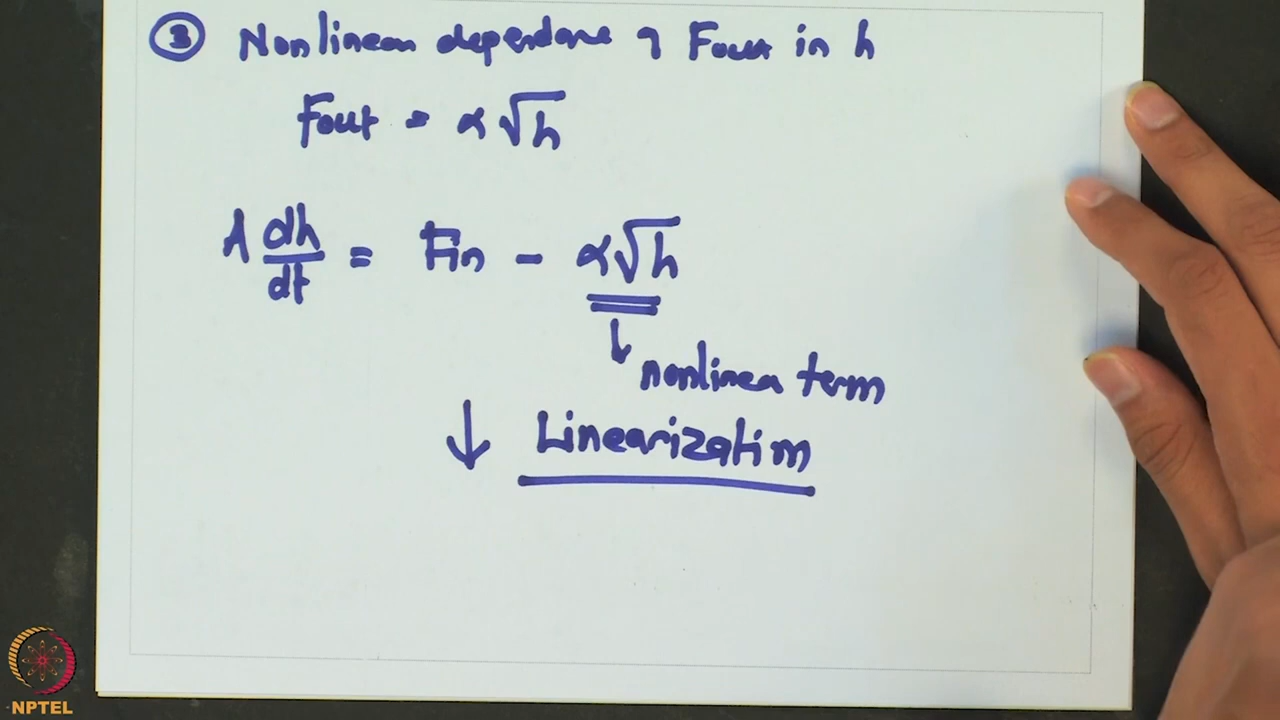 ③ Nonlinear dependence of Fout in h
Fout = α√h
A dh/dt = Fin - α√h
↓ nonlinear term
↓ Linearization
NPTEL